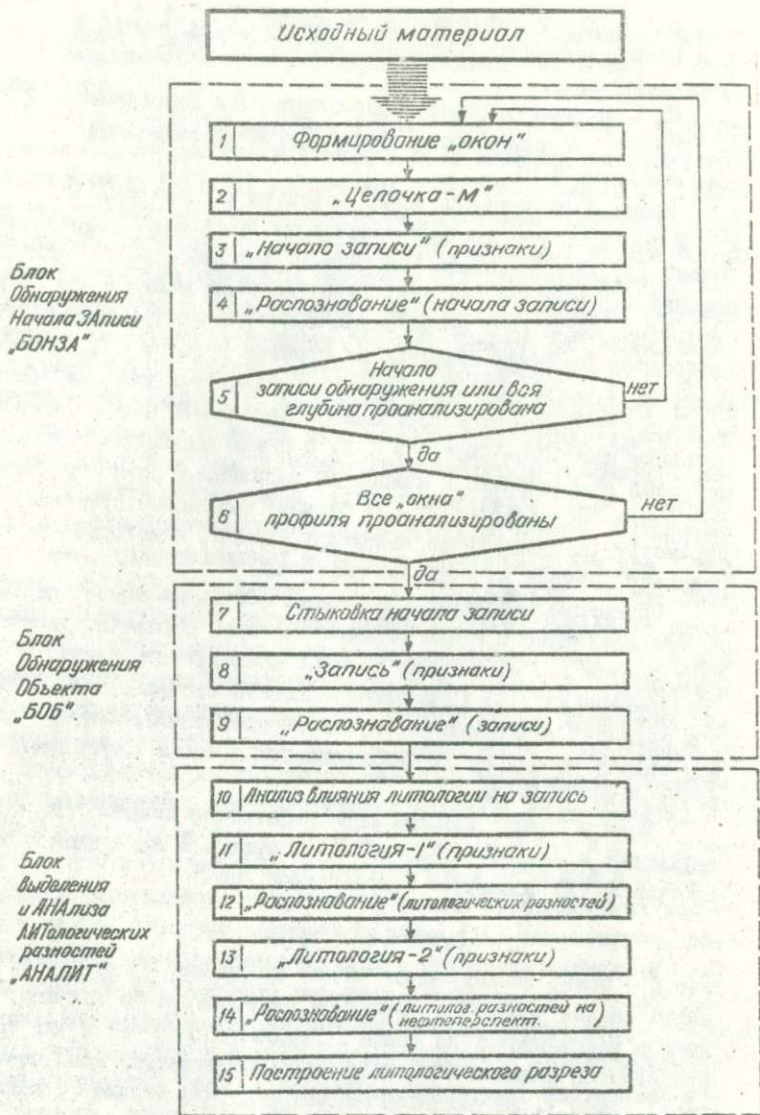 Исходный материал
1 Формирование „окон"
2 „Цепочка-М"
3 „Начало записи" (признаки)
4 „Распознавание" (начала записи)
Блок
Обнаружения
Начала ЗАписи
„БОНЗА"
5 Начало
записи обнаружения или вся
глубина проанализирована
нет
да
6 Все „окна"
профиля проанализированы
нет
да
7 Стыковка начала записи
8 „Запись" (признаки)
9 „Распознавание" (записи)
Блок
Обнаружения
Объекта
„БОБ"
10 Анализ влияния литологии на запись
11 „Литология-1" (признаки)
12 „Распознавание" (литологических разностей)
13 „Литология-2" (признаки)
14 „Распознавание" (литолог. разностей на
нефтеперспект.)
15 Построение литологического разреза
Блок
выделения
и АНАлиза
ЛИТологических
разностей
„АНАЛИТ"